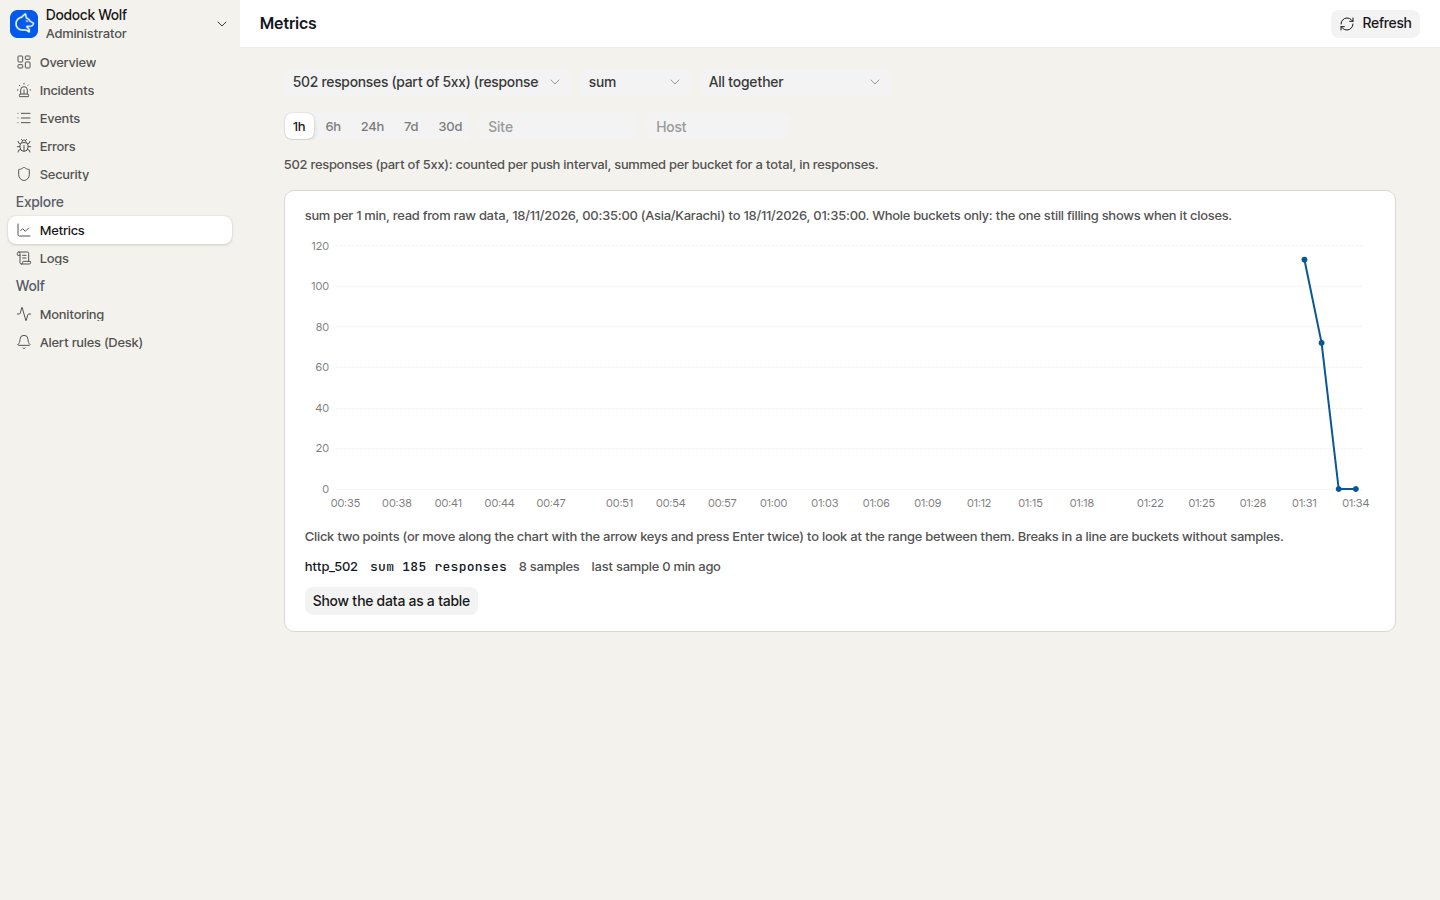 Dodock Wolf
Administrator
Overview
Incidents
Events
Errors
Security
Explore
Metrics
Logs
Wolf
Monitoring
Alert rules (Desk)
Metrics
Refresh
502 responses (part of 5xx) (response
sum
All together
1h 6h 24h 7d 30d Site Host
502 responses (part of 5xx): counted per push interval, summed per bucket for a total, in responses.
sum per 1 min, read from raw data, 18/11/2026, 00:35:00 (Asia/Karachi) to 18/11/2026, 01:35:00. Whole buckets only: the one still filling shows when it closes.
120
100
80
60
40
20
0
00:35 00:38 00:41 00:44 00:47 00:51 00:54 00:57 01:00 01:03 01:06 01:09 01:12 01:15 01:18 01:22 01:25 01:28 01:31 01:34
Click two points (or move along the chart with the arrow keys and press Enter twice) to look at the range between them. Breaks in a line are buckets without samples.
http_502 sum 185 responses 8 samples last sample 0 min ago
Show the data as a table